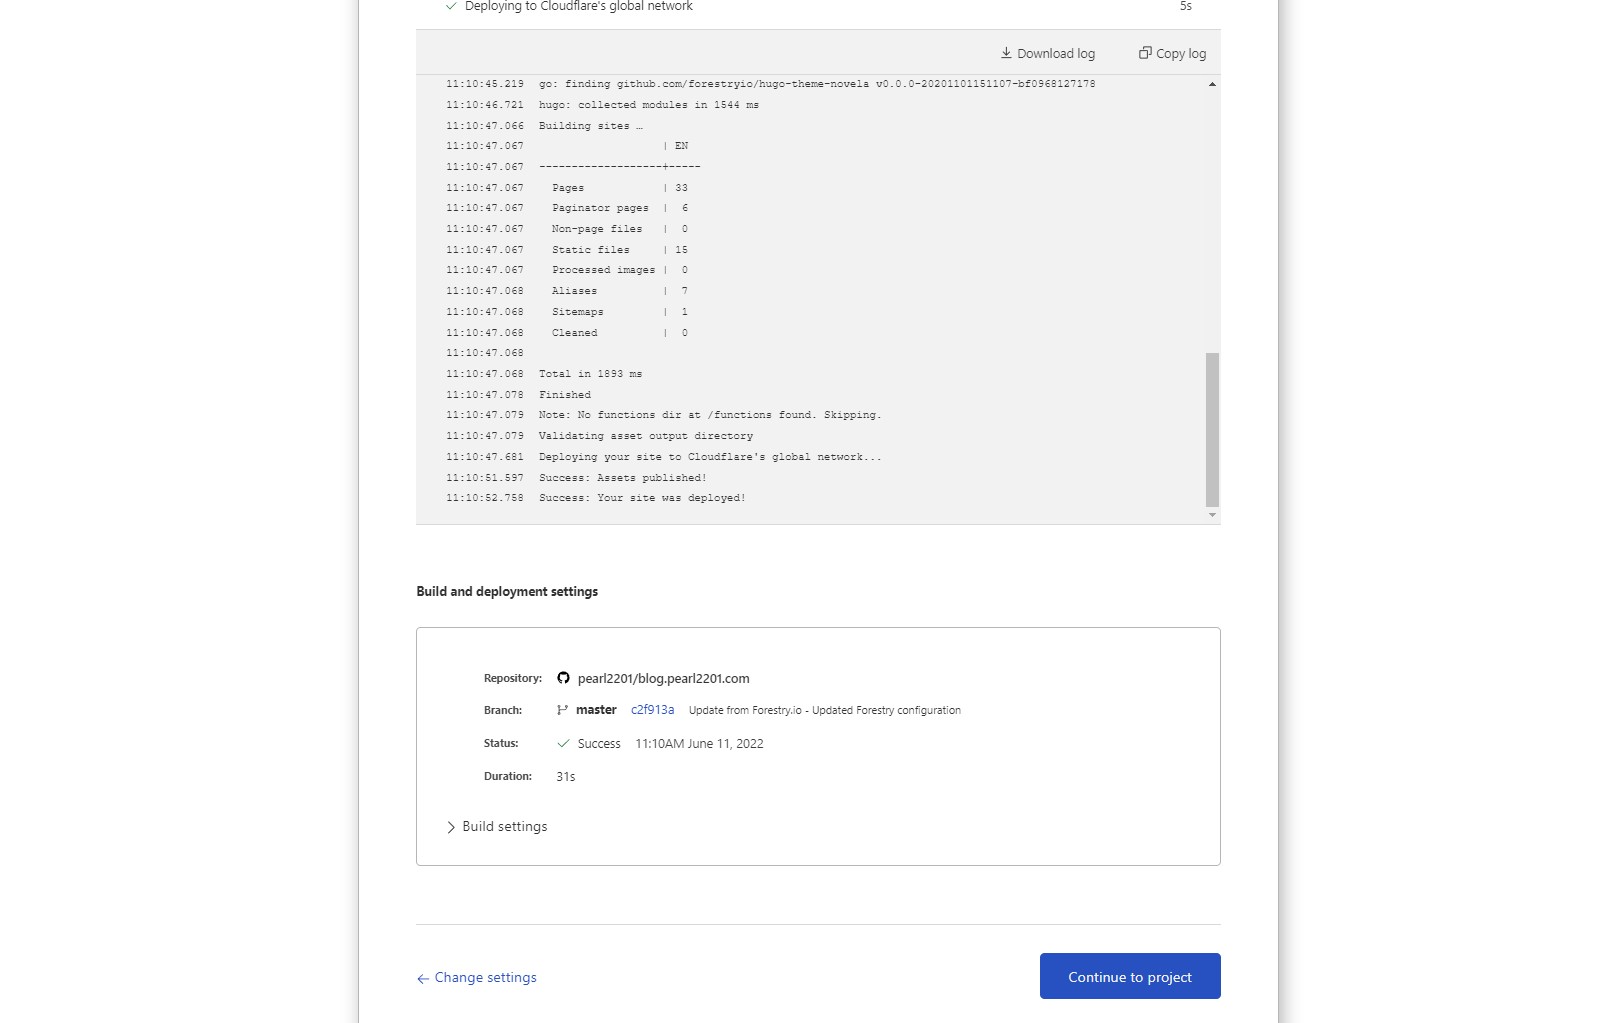 Deploying to Cloudflare's global network 5s
Download log Copy log
11:10:45.219 go: finding github.com/forestryio/hugo-theme-novela v0.0.0-20201101151107-bf0968127178
11:10:46.721 hugo: collected modules in 1544 ms
11:10:47.066 Building sites …
11:10:47.067 | EN
11:10:47.067 -------------------+-----
11:10:47.067 Pages | 33
11:10:47.067 Paginator pages | 6
11:10:47.067 Non-page files | 0
11:10:47.067 Static files | 15
11:10:47.067 Processed images | 0
11:10:47.068 Aliases | 7
11:10:47.068 Sitemaps | 1
11:10:47.068 Cleaned | 0
11:10:47.068
11:10:47.068 Total in 1893 ms
11:10:47.078 Finished
11:10:47.079 Note: No functions dir at /functions found. Skipping.
11:10:47.079 Validating asset output directory
11:10:47.681 Deploying your site to Cloudflare's global network...
11:10:51.597 Success: Assets published!
11:10:52.758 Success: Your site was deployed!
Build and deployment settings
Repository: pearl2201/blog.pearl2201.com
Branch: master c2f913a Update from Forestry.io - Updated Forestry configuration
Status: Success 11:10AM June 11, 2022
Duration: 31s
Build settings
← Change settings Continue to project